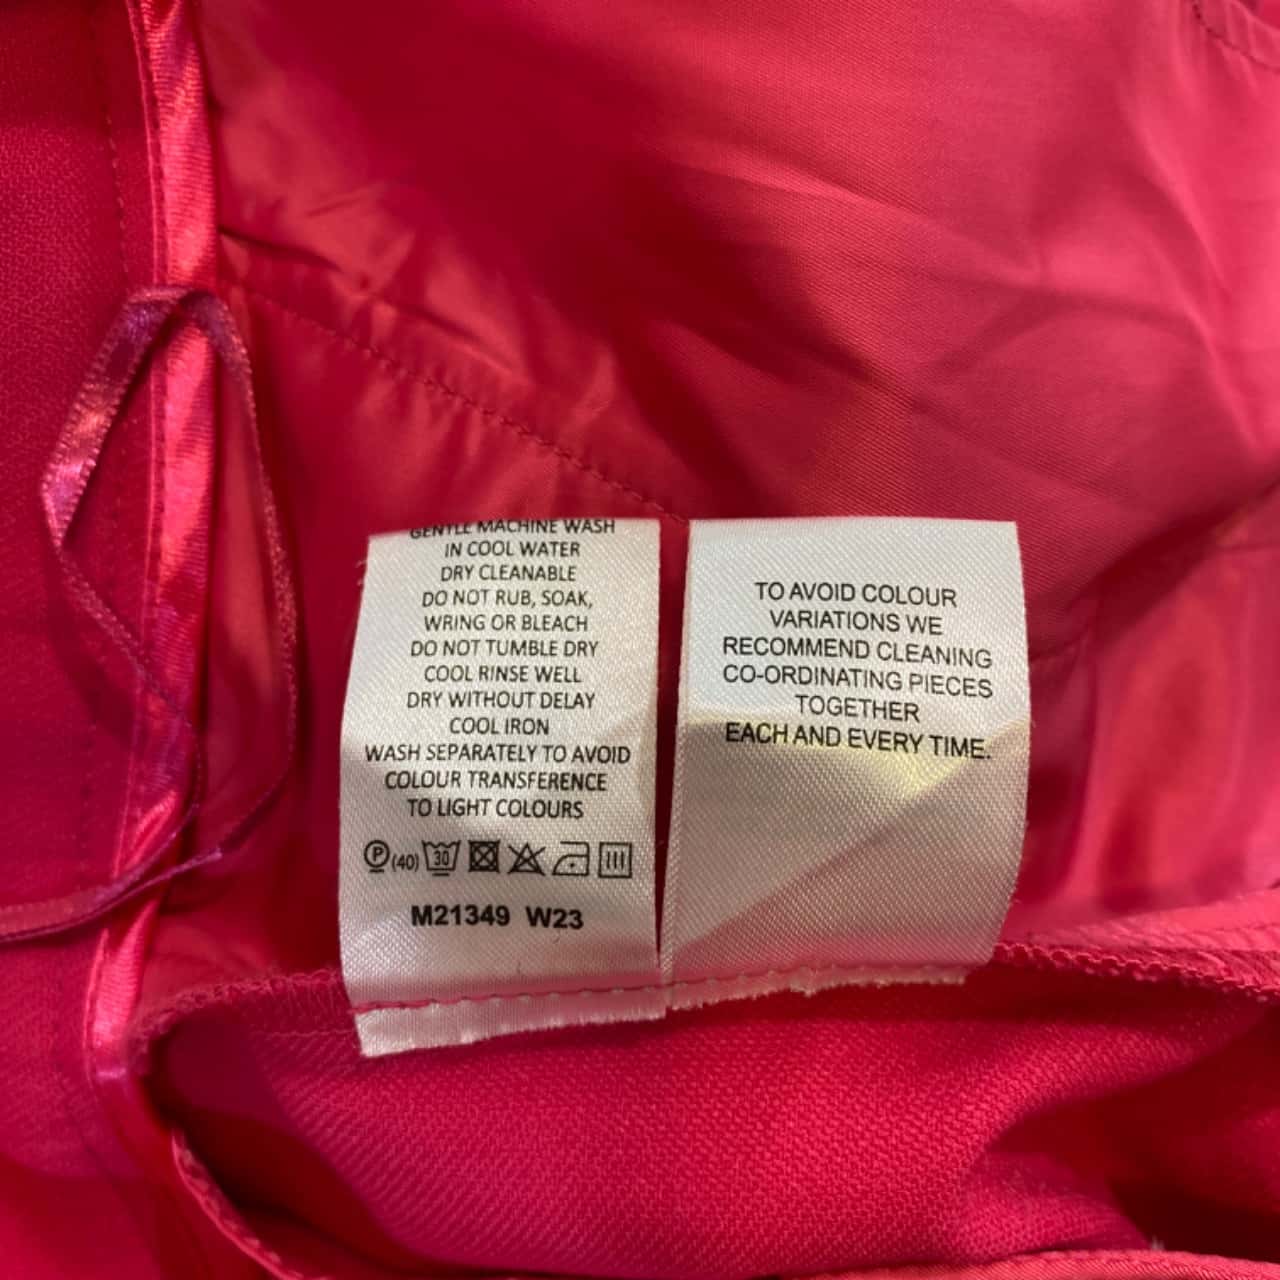 GENTLE MACHINE WASH
IN COOL WATER
DRY CLEANABLE
DO NOT RUB, SOAK,
WRING OR BLEACH
DO NOT TUMBLE DRY
COOL RINSE WELL
DRY WITHOUT DELAY
COOL IRON
WASH SEPARATELY TO AVOID
COLOUR TRANSFERENCE
TO LIGHT COLOURS
P (40) 30
M21349 W23
TO AVOID COLOUR
VARIATIONS WE
RECOMMEND CLEANING
CO-ORDINATING PIECES
TOGETHER
EACH AND EVERY TIME.